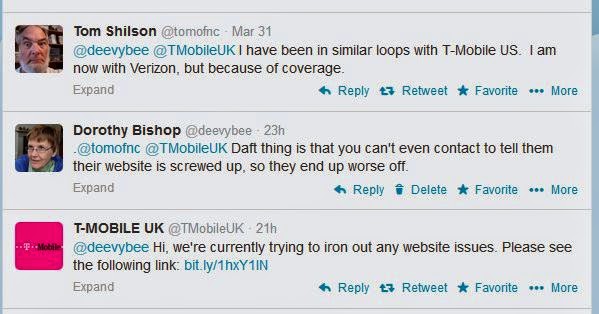 Tom Shilson @tomofnc · Mar 31
@deevybee @TMobileUK I have been in similar loops with T-Mobile US. I am
now with Verizon, but because of coverage.
Expand Reply Retweet Favorite More
Dorothy Bishop @deevybee · 23h
.@tomofnc @TMobileUK Daft thing is that you can't even contact to tell them
their website is screwed up, so they end up worse off.
Expand Reply Delete Favorite More
T-MOBILE UK @TMobileUK · 21h
T Mobile
@deevybee Hi, we're currently trying to iron out any website issues. Please see
the following link: bit.ly/1hxY1lN
Expand Reply Retweet Favorite More